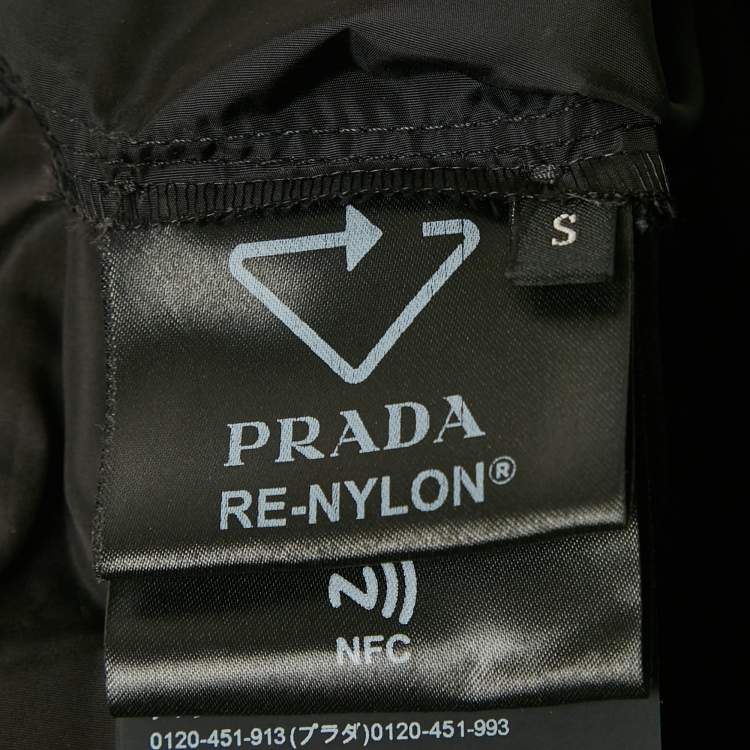 S
PRADA
RE-NYLON®
NFC
0120-451-913(プラダ)0120-451-993